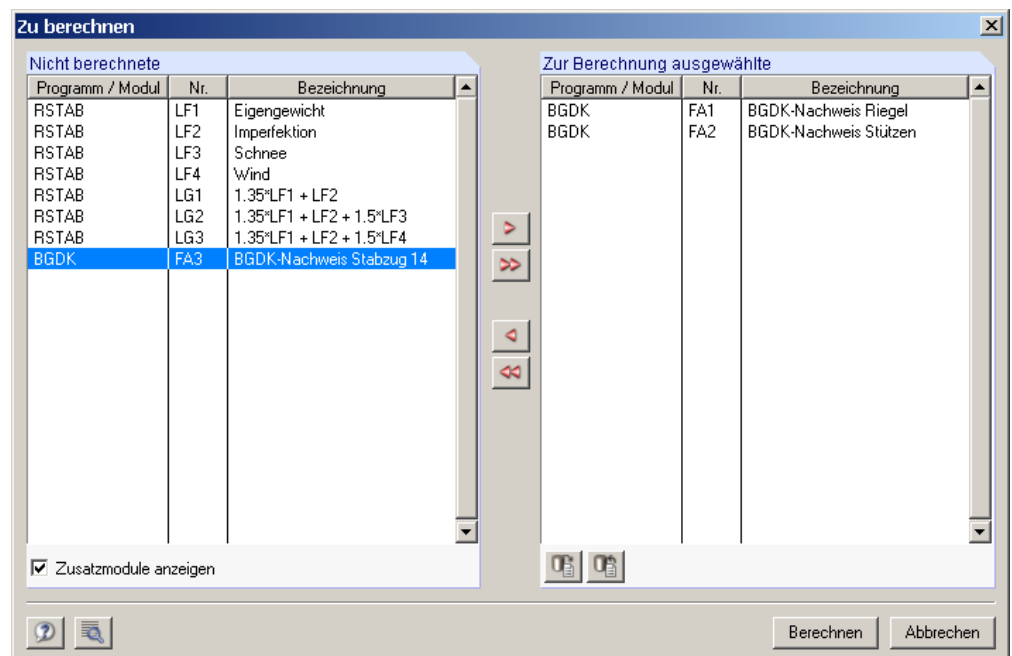 Zu berechnen
Nicht berechnete
Programm / Modul Nr. Bezeichnung
RSTAB LF1 Eigengewicht
RSTAB LF2 Imperfektion
RSTAB LF3 Schnee
RSTAB LF4 Wind
RSTAB LG1 1.35*LF1 + LF2
RSTAB LG2 1.35*LF1 + LF2 + 1.5*LF3
RSTAB LG3 1.35*LF1 + LF2 + 1.5*LF4
BGDK FA3 BGDK-Nachweis Stabzug 14
Zusatzmodule anzeigen
Zur Berechnung ausgewählte
Programm / Modul Nr. Bezeichnung
BGDK FA1 BGDK-Nachweis Riegel
BGDK FA2 BGDK-Nachweis Stützen
Berechnen Abbrechen